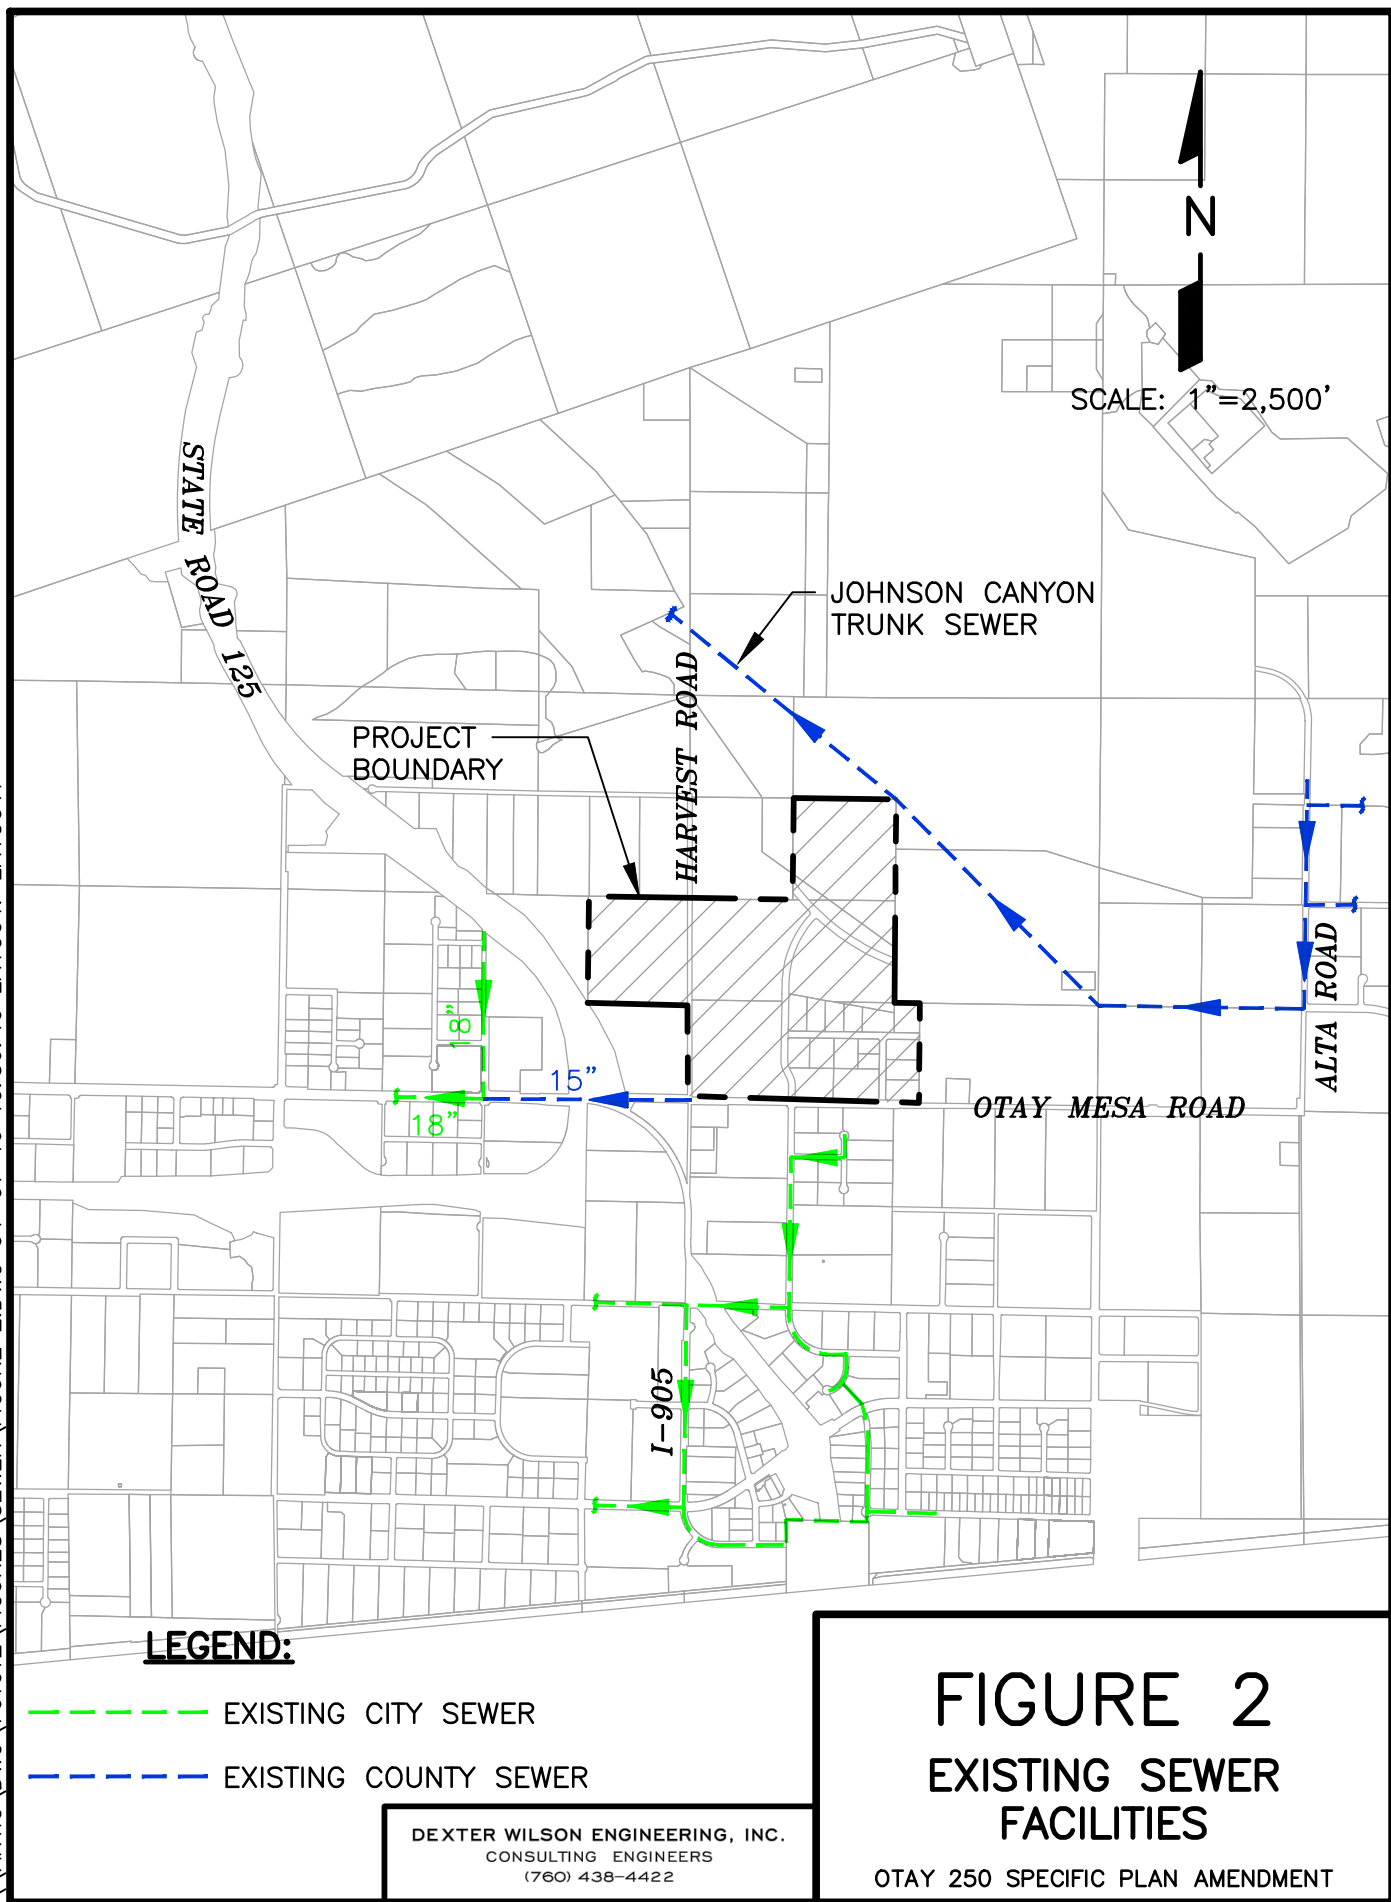 N
SCALE: 1"=2,500'
STATE ROAD 125
JOHNSON CANYON
TRUNK SEWER
HARVEST ROAD
PROJECT
BOUNDARY
ALTA ROAD
18"
15"
18"
OTAY MESA ROAD
I-905
LEGEND:
EXISTING CITY SEWER
EXISTING COUNTY SEWER
DEXTER WILSON ENGINEERING, INC.
CONSULTING ENGINEERS
(760) 438-4422
FIGURE 2
EXISTING SEWER
FACILITIES
OTAY 250 SPECIFIC PLAN AMENDMENT